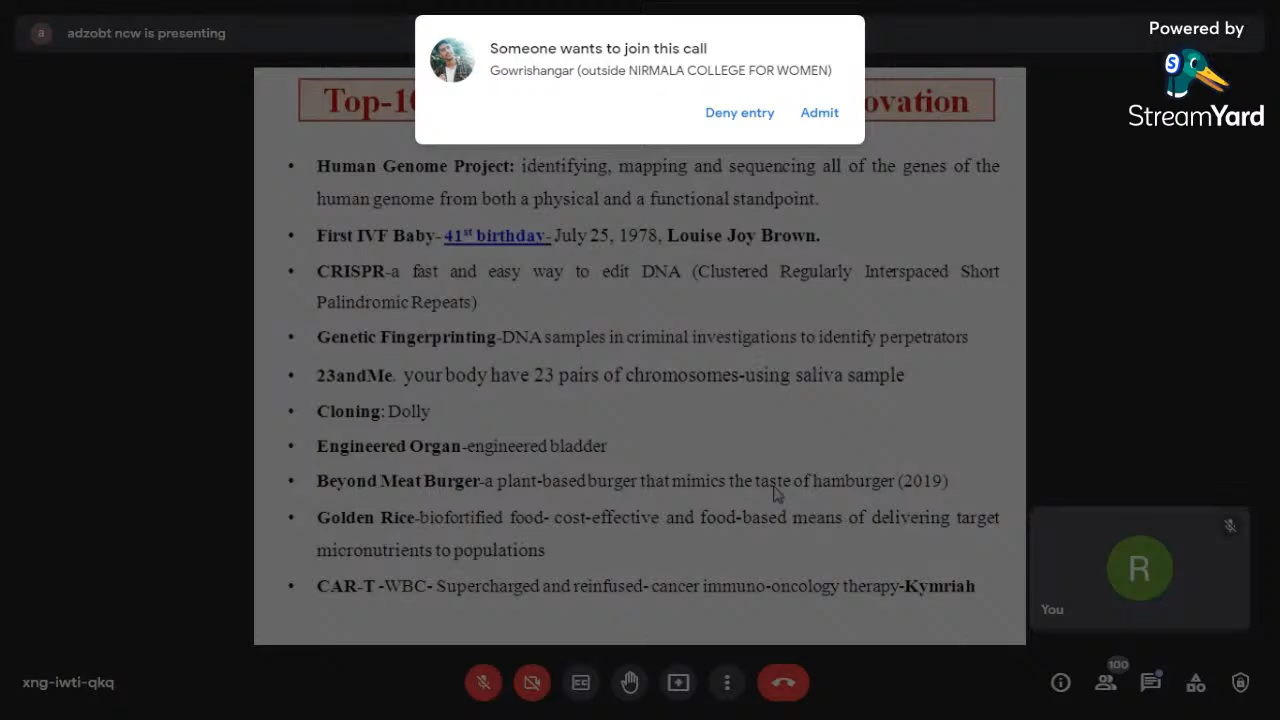 a adzobt ncw is presenting
Someone wants to join this call
Gowrishangar (outside NIRMALA COLLEGE FOR WOMEN)
Deny entry Admit
Powered by
StreamYard
Top-10 ovation
• Human Genome Project: identifying, mapping and sequencing all of the genes of the
human genome from both a physical and a functional standpoint.
• First IVF Baby-41st birthday-July 25, 1978, Louise Joy Brown.
• CRISPR-a fast and easy way to edit DNA (Clustered Regularly Interspaced Short
Palindromic Repeats)
• Genetic Fingerprinting-DNA samples in criminal investigations to identify perpetrators
• 23andMe. your body have 23 pairs of chromosomes-using saliva sample
• Cloning: Dolly
• Engineered Organ-engineered bladder
• Beyond Meat Burger-a plant-based burger that mimics the taste of hamburger (2019)
• Golden Rice-biofortified food- cost-effective and food-based means of delivering target
micronutrients to populations
• CAR-T -WBC- Supercharged and reinfused- cancer immuno-oncology therapy-Kymriah
R
You
xng-iwti-qkq
100